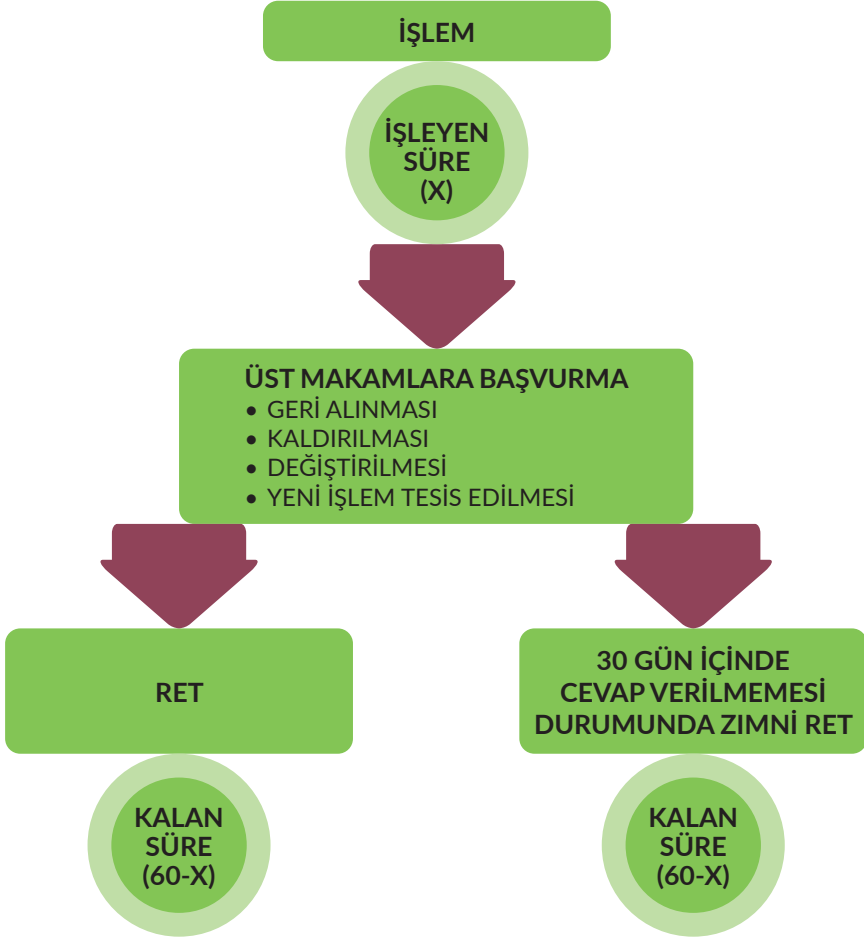 İŞLEM
İŞLEYEN
SÜRE
(X)
ÜST MAKAMLARA BAŞVURMA
• GERİ ALINMASI
• KALDIRILMASI
• DEĞİŞTİRİLMESİ
• YENİ İŞLEM TESİS EDİLMESİ
RET
30 GÜN İÇİNDE
CEVAP VERİLMEMESİ
DURUMUNDA ZIMNİ RET
KALAN
SÜRE
(60-X)
KALAN
SÜRE
(60-X)